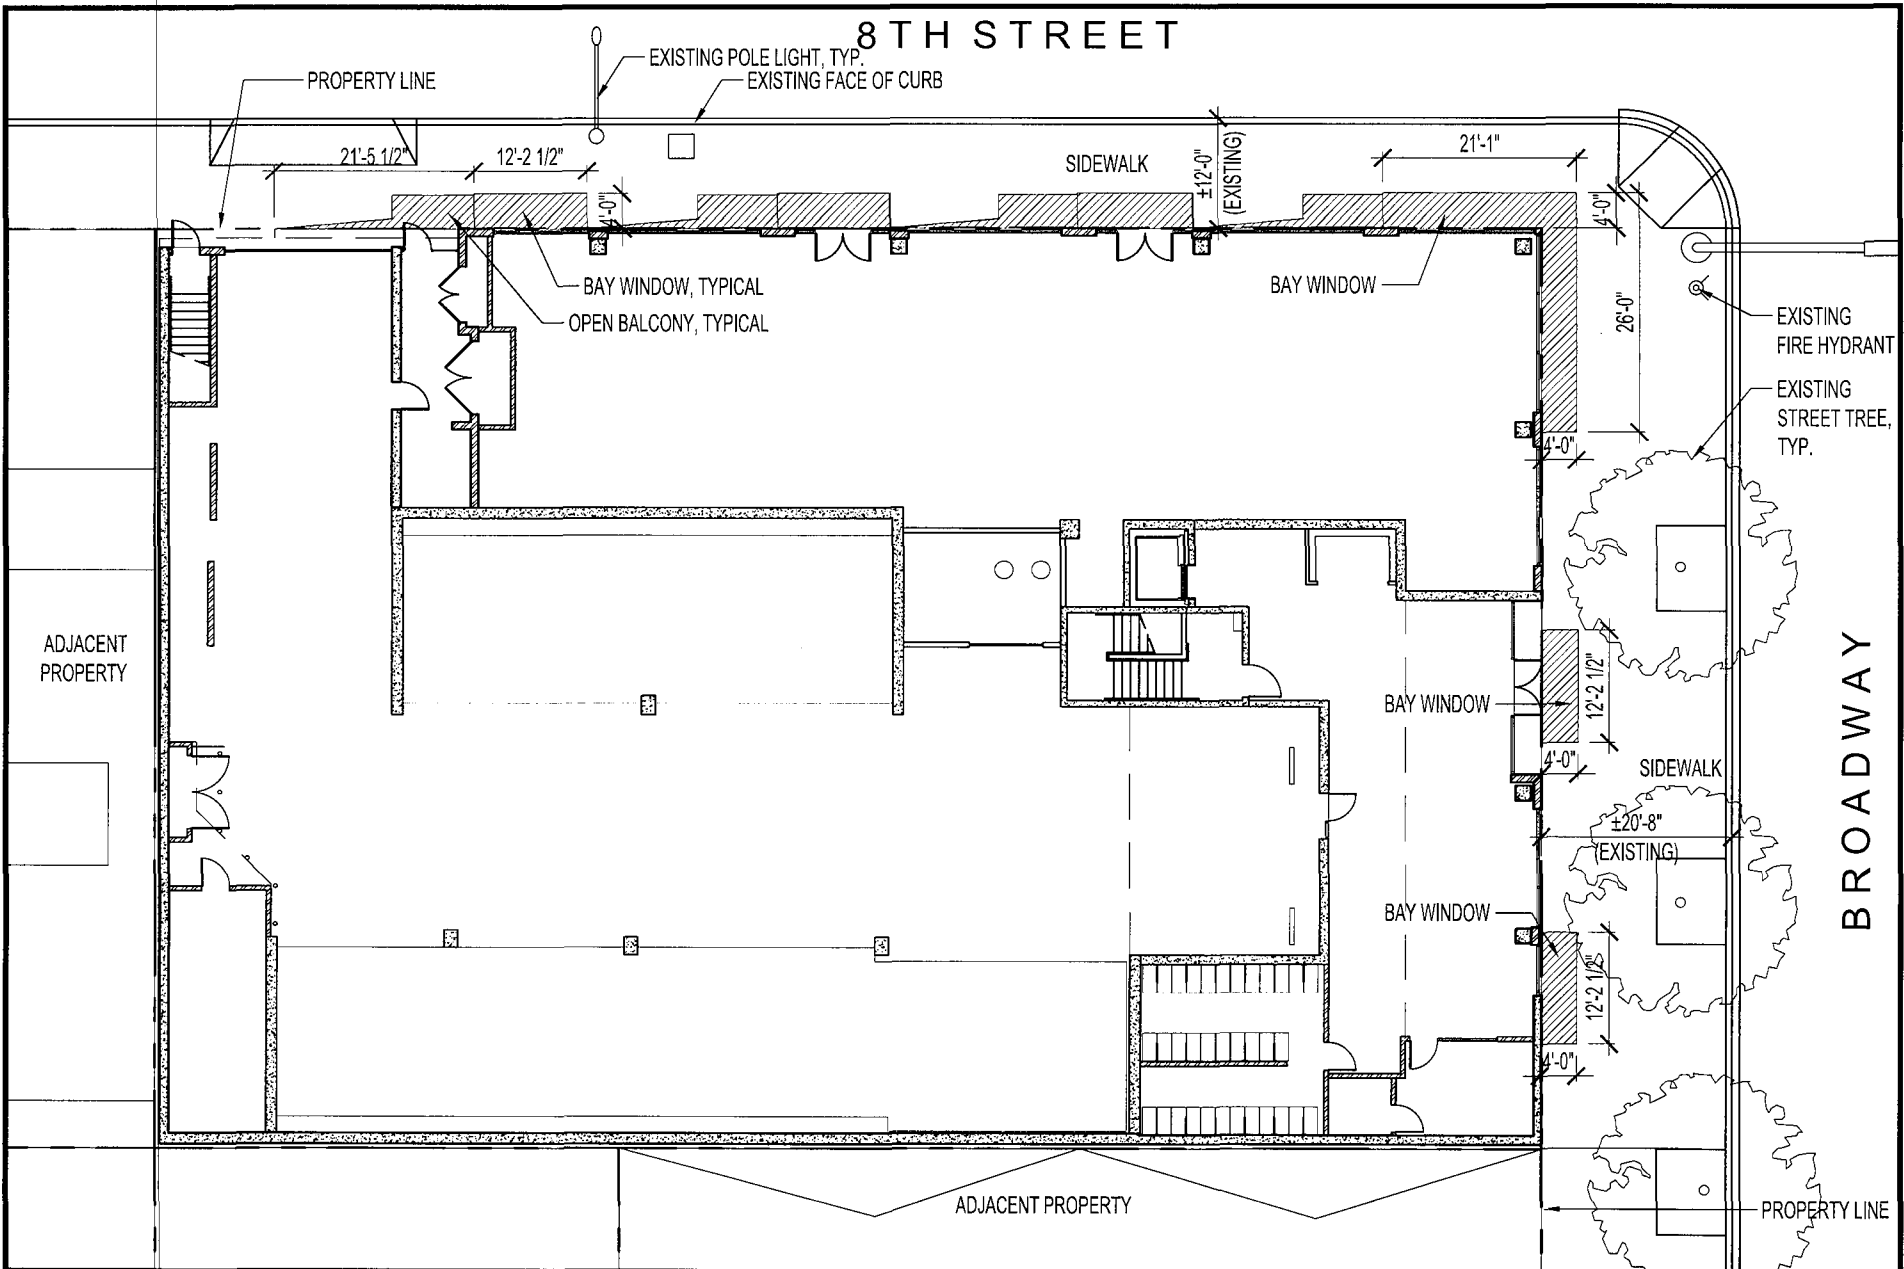 8TH STREET
EXISTING POLE LIGHT, TYP.
PROPERTY LINE
EXISTING FACE OF CURB
21'-5 1/2"
12'-2 1/2"
SIDEWALK
±12'-0"
(EXISTING)
21'-1"
4'-0"
4'-0"
26'-0"
BAY WINDOW, TYPICAL
OPEN BALCONY, TYPICAL
BAY WINDOW
EXISTING
FIRE HYDRANT
EXISTING
STREET TREE,
TYP.
4'-0"
ADJACENT
PROPERTY
BAY WINDOW
12'-2 1/2"
4'-0"
SIDEWALK
±20'-8"
(EXISTING)
BROADWAY
BAY WINDOW
12'-2 1/2"
4'-0"
ADJACENT PROPERTY
PROPERTY LINE